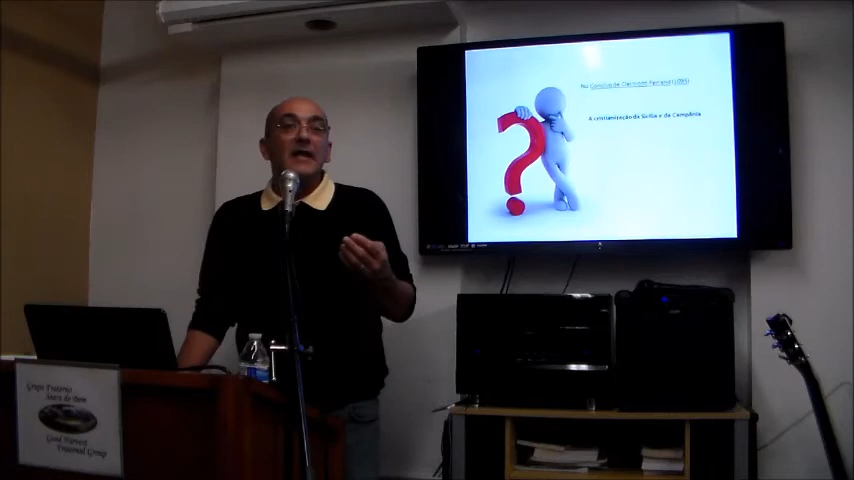 No Concílio de Clermont-Ferrand (1095)
A cristianização da Sicília e da Campânia
Grupo Fraterno
Seara do Bem
Good Harvest
Fraternal Group